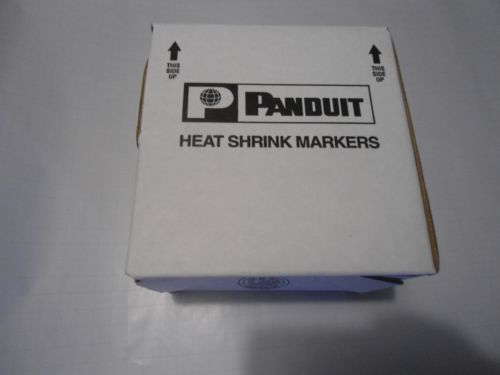 THIS
SIDE
UP
THIS
SIDE
UP
P PANDUIT
HEAT SHRINK MARKERS